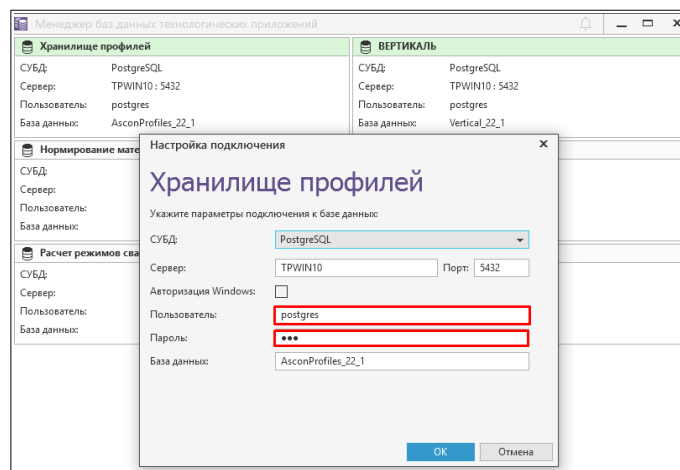 Менеджер баз данных технологических приложений
Хранилище профилей
СУБД: PostgreSQL
Сервер: TPWIN10 : 5432
Пользователь: postgres
База данных: AsconProfiles_22_1
ВЕРТИКАЛЬ
СУБД: PostgreSQL
Сервер: TPWIN10 : 5432
Пользователь: postgres
База данных: Vertical_22_1
Нормирование мате
СУБД:
Сервер:
Пользователь:
База данных:
Расчет режимов сва
СУБД:
Сервер:
Пользователь:
База данных:
Настройка подключения
Хранилище профилей
Укажите параметры подключения к базе данных:
СУБД: PostgreSQL
Сервер: TPWIN10 Порт: 5432
Авторизация Windows:
Пользователь: postgres
Пароль: •••
База данных: AsconProfiles_22_1
ОК Отмена